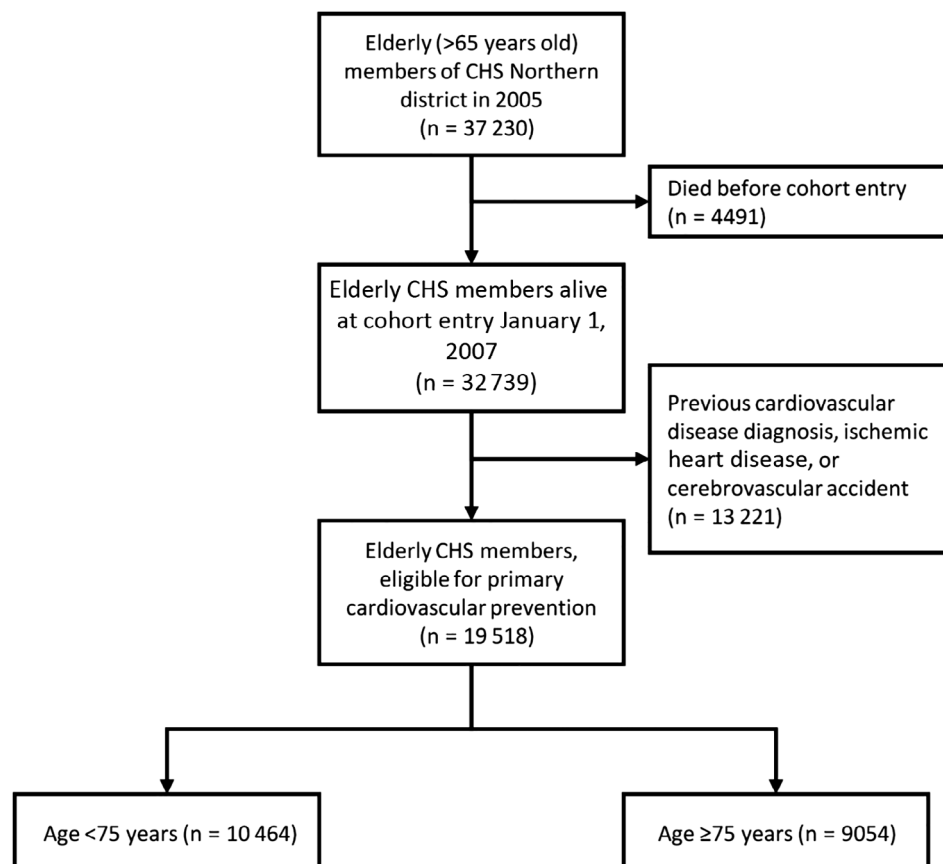 Elderly (>65 years old)
members of CHS Northern
district in 2005
(n = 37 230)
Died before cohort entry
(n = 4491)
Elderly CHS members alive
at cohort entry January 1,
2007
(n = 32 739)
Previous cardiovascular
disease diagnosis, ischemic
heart disease, or
cerebrovascular accident
(n = 13 221)
Elderly CHS members,
eligible for primary
cardiovascular prevention
(n = 19 518)
Age <75 years (n = 10 464)
Age ≥75 years (n = 9054)